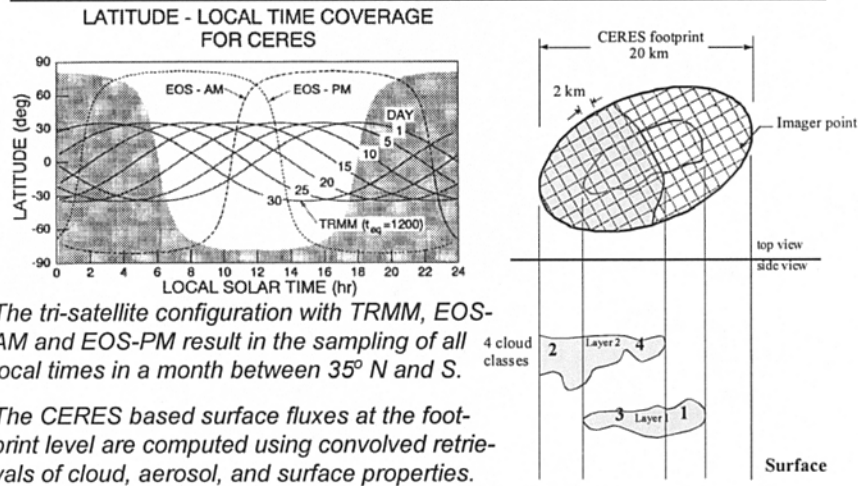 LATITUDE - LOCAL TIME COVERAGE
FOR CERES
LATITUDE (deg)
90
60
30
0
-30
-60
-90
EOS - AM
EOS - PM
DAY
1
5
10
15
20
25
30
TRMM (teq=1200)
0 2 4 6 8 10 12 14 16 18 20 22 24
LOCAL SOLAR TIME (hr)
The tri-satellite configuration with TRMM, EOS-
AM and EOS-PM result in the sampling of all
local times in a month between 35° N and S.
The CERES based surface fluxes at the foot-
print level are computed using convolved retrie-
vals of cloud, aerosol, and surface properties.
CERES footprint
20 km
2 km
Imager point
top view
side view
4 cloud
classes
2 Layer 2 4
3 Layer 1 1
Surface